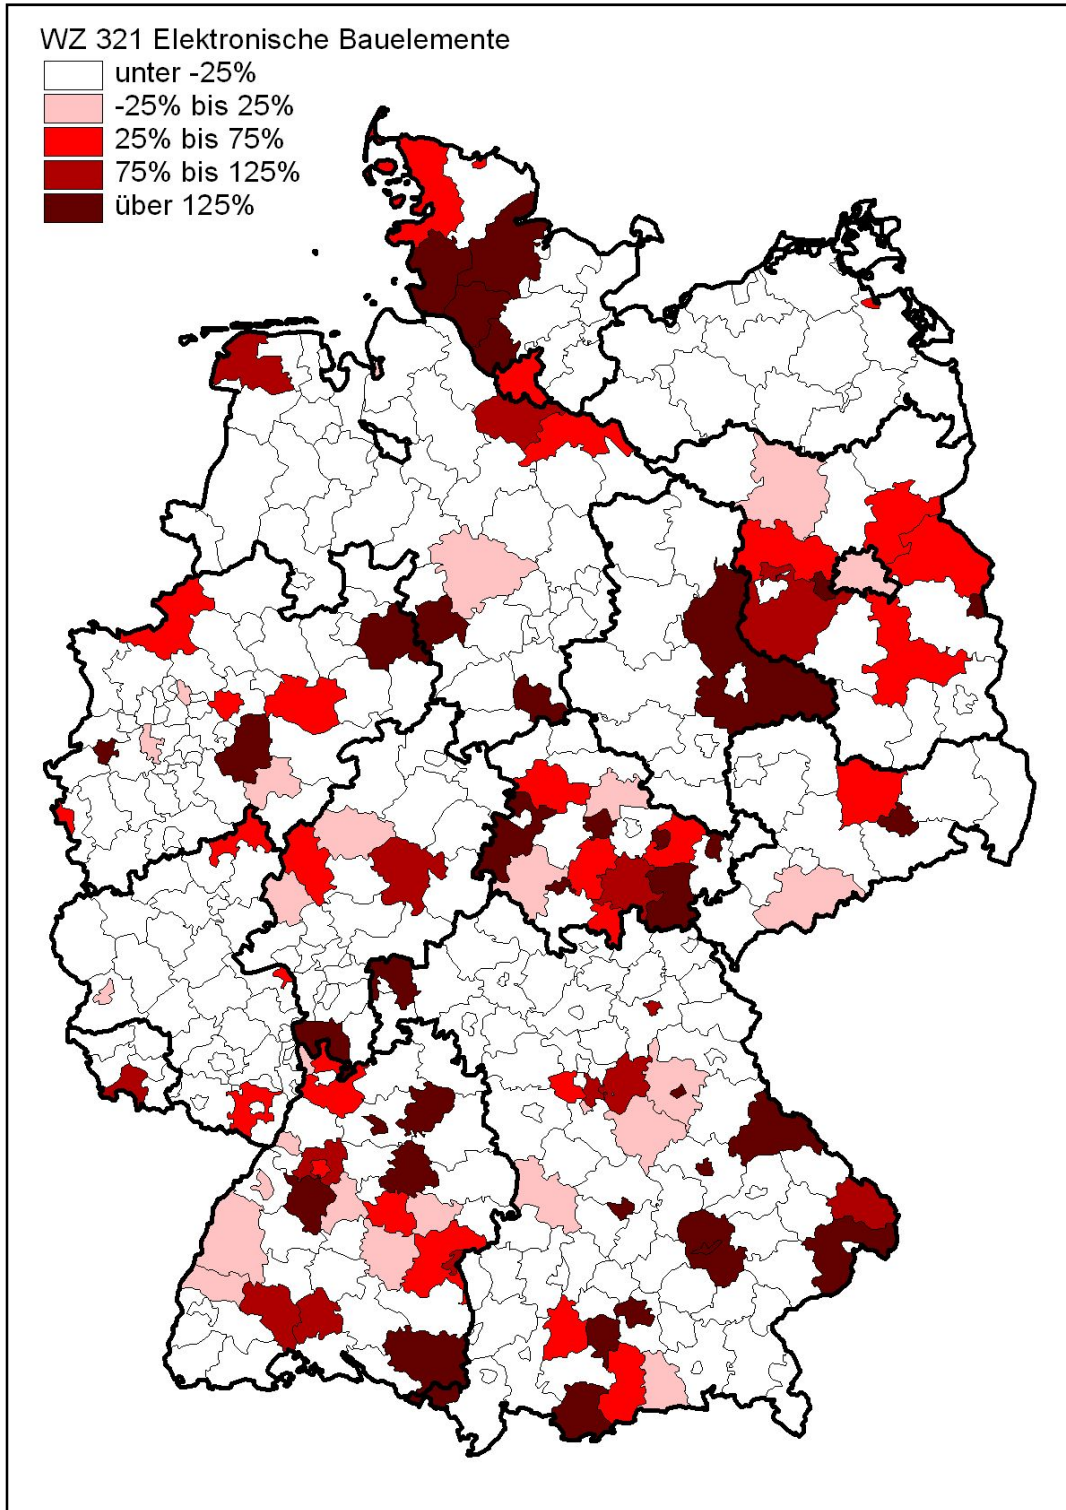 WZ 321 Elektronische Bauelemente
unter -25%
-25% bis 25%
25% bis 75%
75% bis 125%
über 125%